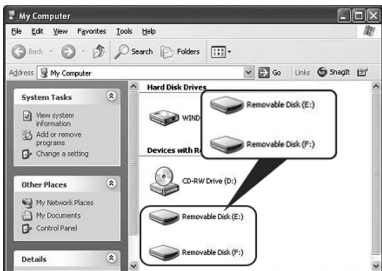 My Computer
File Edit View Favorites Tools Help
Back Search Folders
Address My Computer Go Links SnagIt
System Tasks
View system information
Add or remove programs
Change a setting
Other Places
My Network Places
My Documents
Control Panel
Details
Hard Disk Drives
WIND
Devices with R
CD-RW Drive (D:)
Removable Disk (E:)
Removable Disk (F:)
Removable Disk (E:)
Removable Disk (F:)